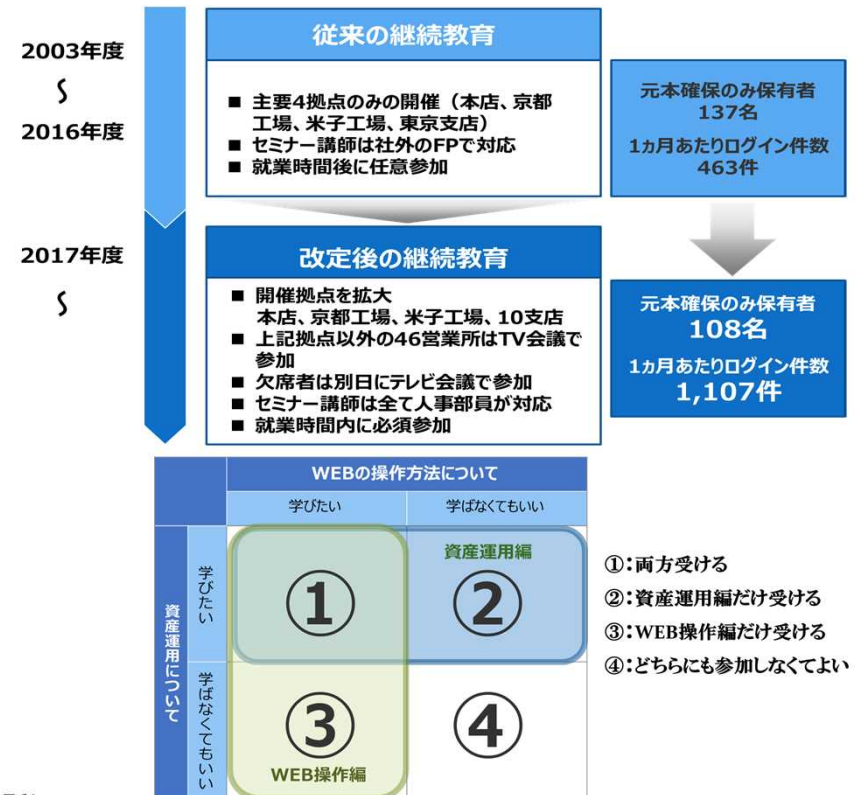 2003年度
〜
2016年度
従来の継続教育
■ 主要4拠点のみの開催（本店、京都
工場、米子工場、東京支店）
■ セミナー講師は社外のFPで対応
■ 就業時間後に任意参加
元本確保のみ保有者
137名
1ヵ月あたりログイン件数
463件
2017年度
〜
改定後の継続教育
■ 開催拠点を拡大
本店、京都工場、米子工場、10支店
■ 上記拠点以外の46営業所はTV会議で
参加
■ 欠席者は別日にテレビ会議で参加
■ セミナー講師は全て人事部員が対応
■ 就業時間内に必須参加
元本確保のみ保有者
108名
1ヵ月あたりログイン件数
1,107件
WEBの操作方法について
学びたい
学ばなくてもいい
資産運用について
学びたい
学ばなくてもいい
①
資産運用編
②
③
WEB操作編
④
①:両方受ける
②:資産運用編だけ受ける
③:WEB操作編だけ受ける
④:どちらにも参加しなくてよい